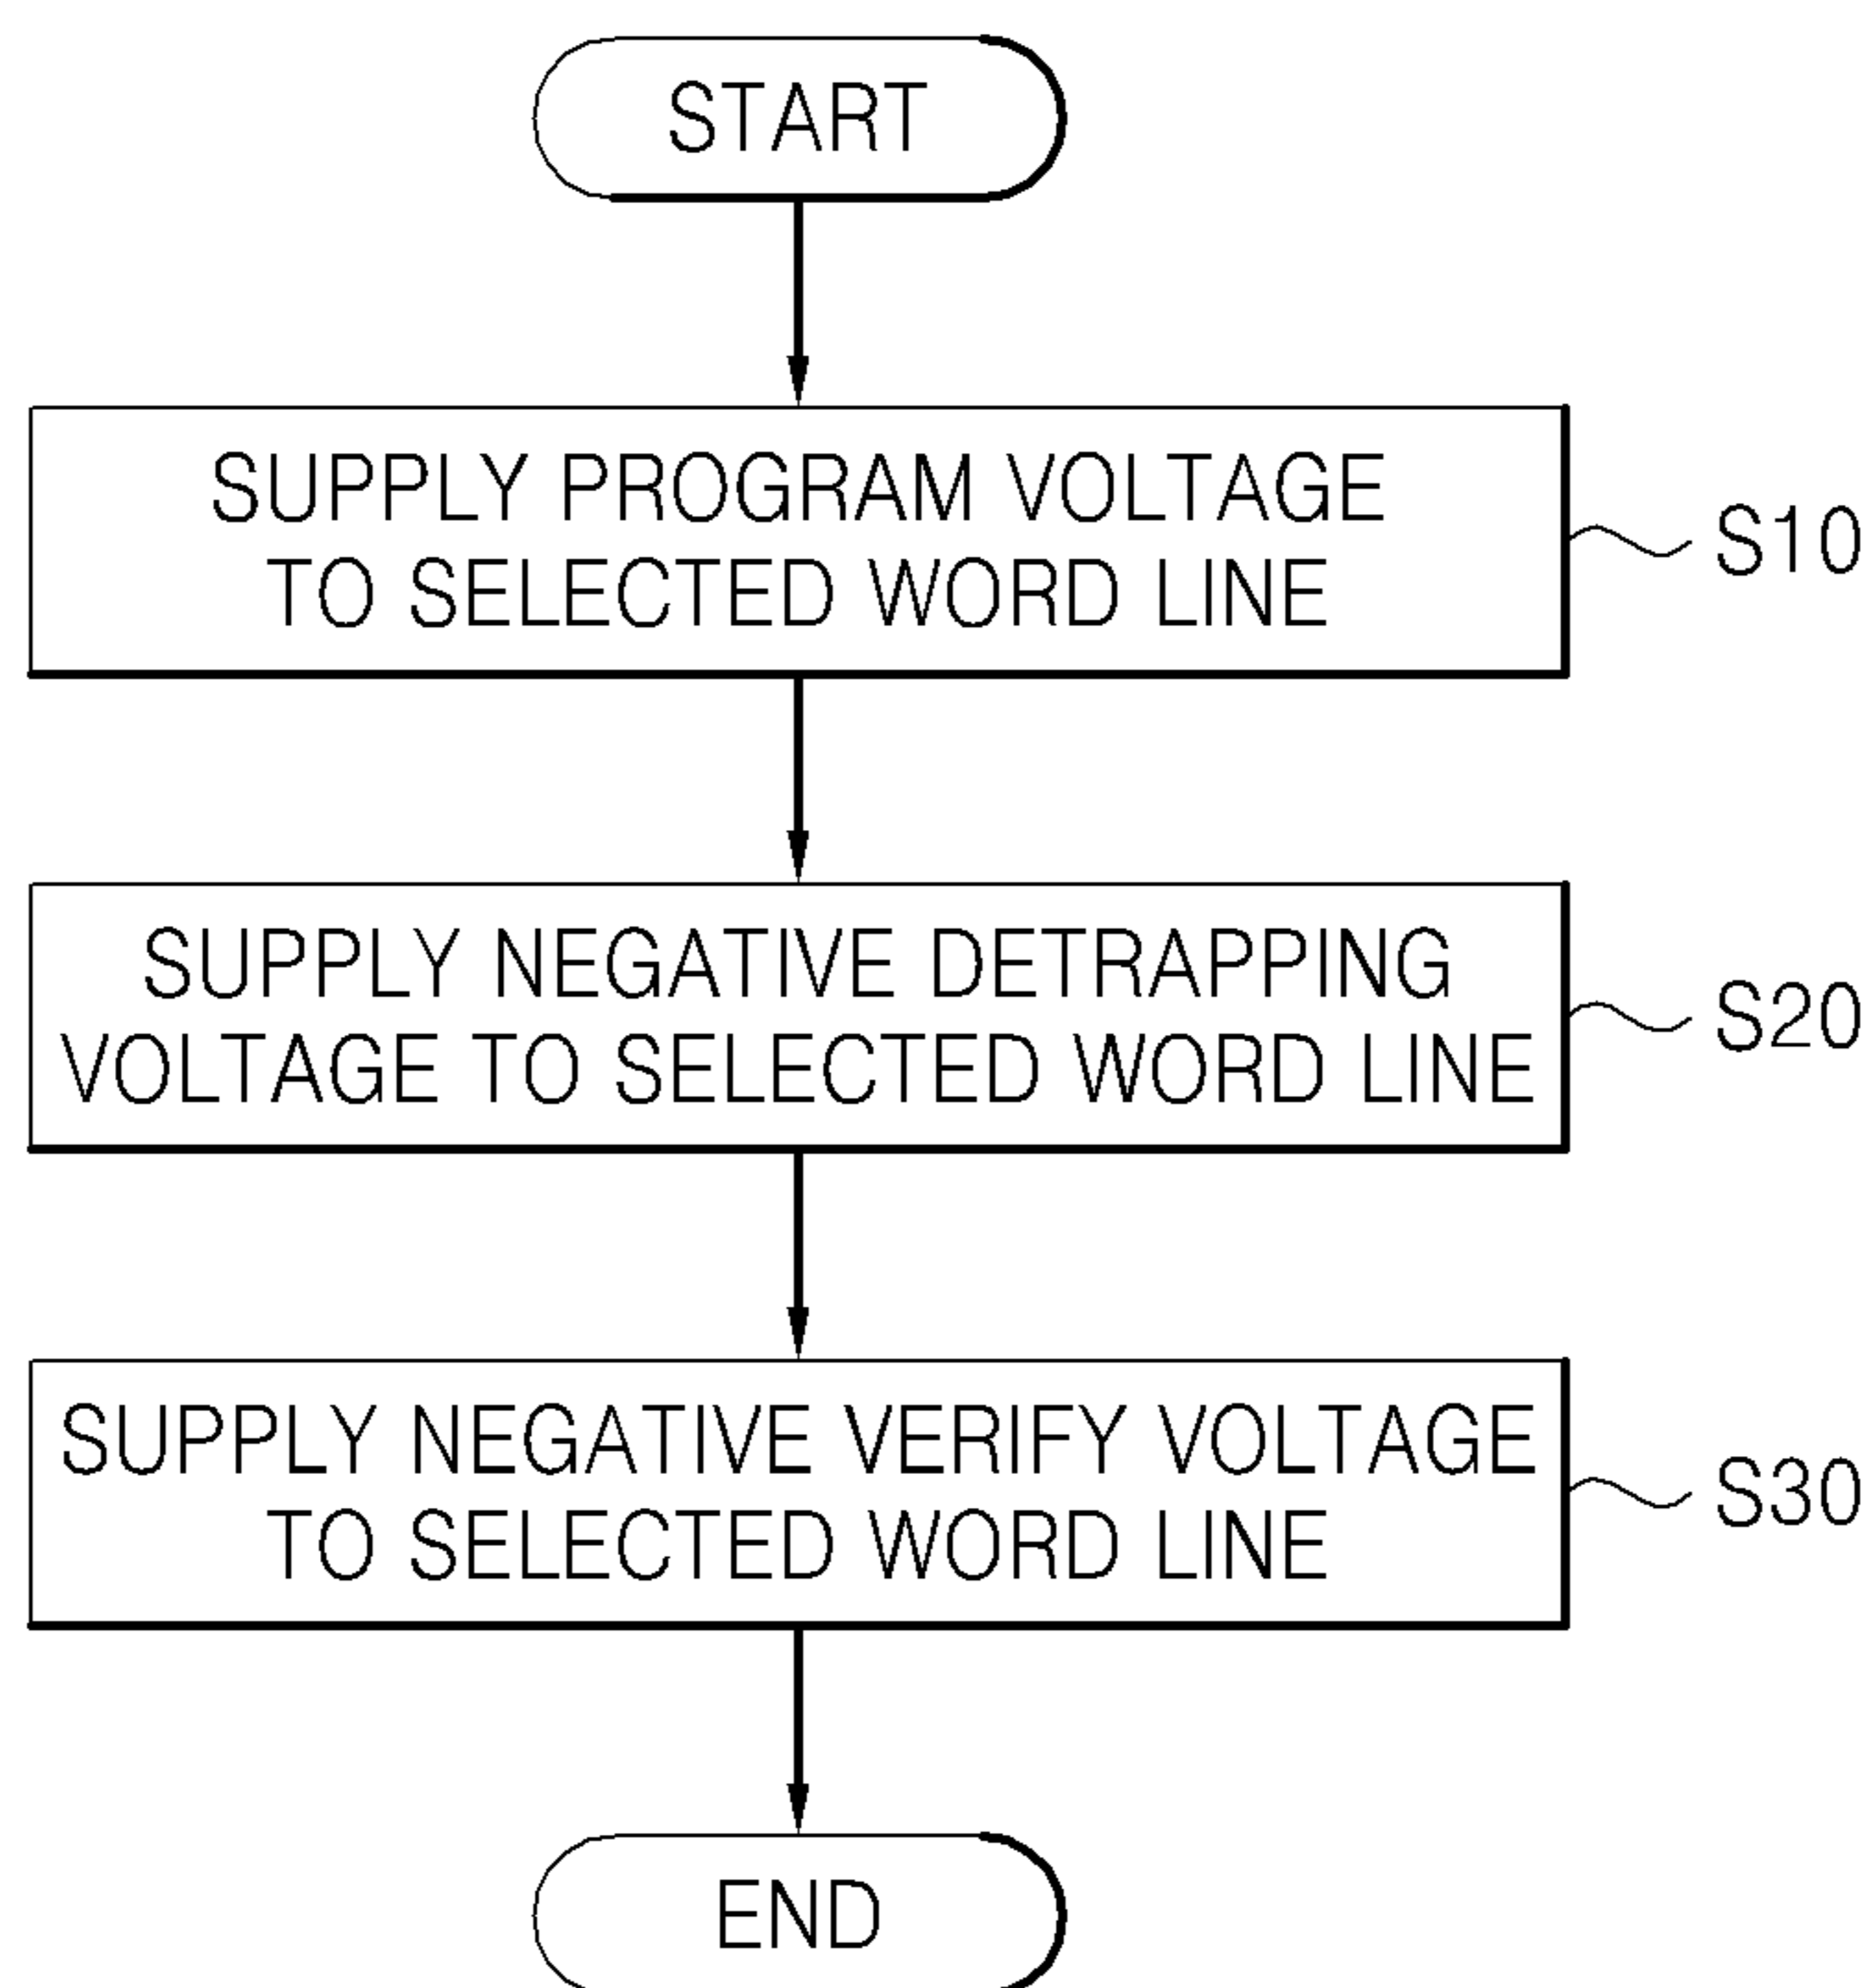 START
SUPPLY PROGRAM VOLTAGE
TO SELECTED WORD LINE
S10
SUPPLY NEGATIVE DETRAPPING
VOLTAGE TO SELECTED WORD LINE
S20
SUPPLY NEGATIVE VERIFY VOLTAGE
TO SELECTED WORD LINE
S30
END